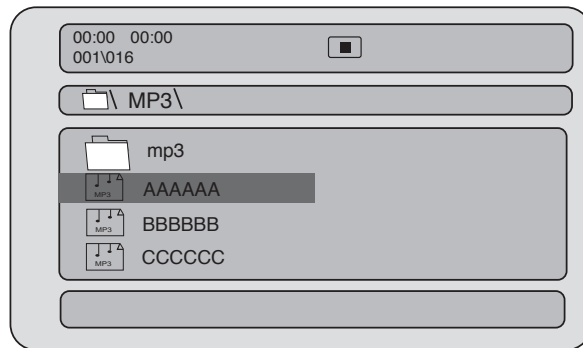 00:00 00:00
001\016
\ MP3\
mp3
MP3 AAAAAA
MP3 BBBBBB
MP3 CCCCCC